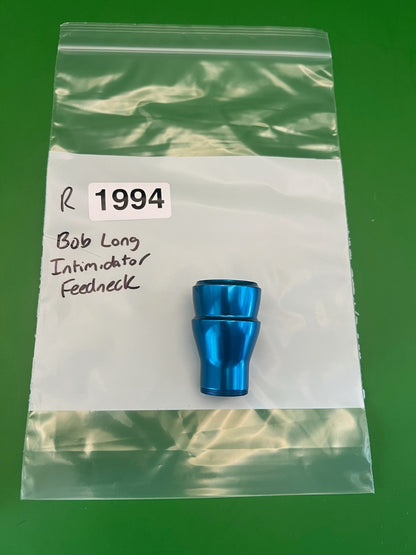 R 1994
Bob Long
Intimidator
Feedneck